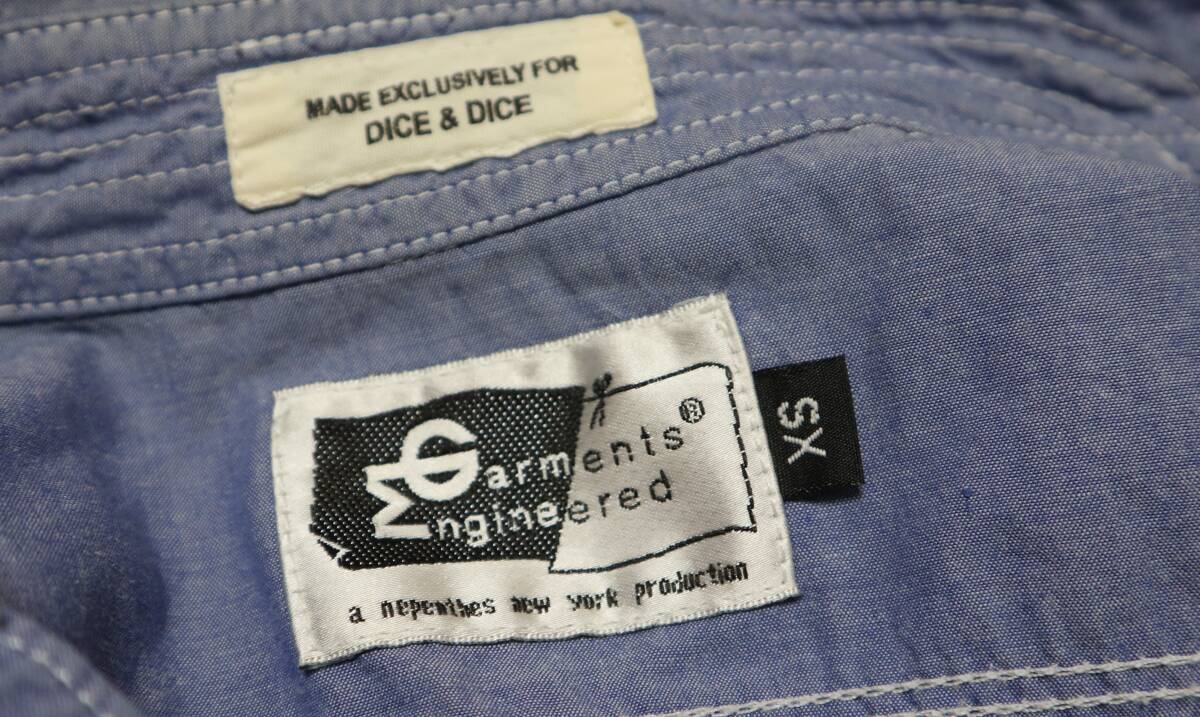 MADE EXCLUSIVELY FOR
DICE & DICE
Garments®
Engineered
a nepenthes new york production
XS